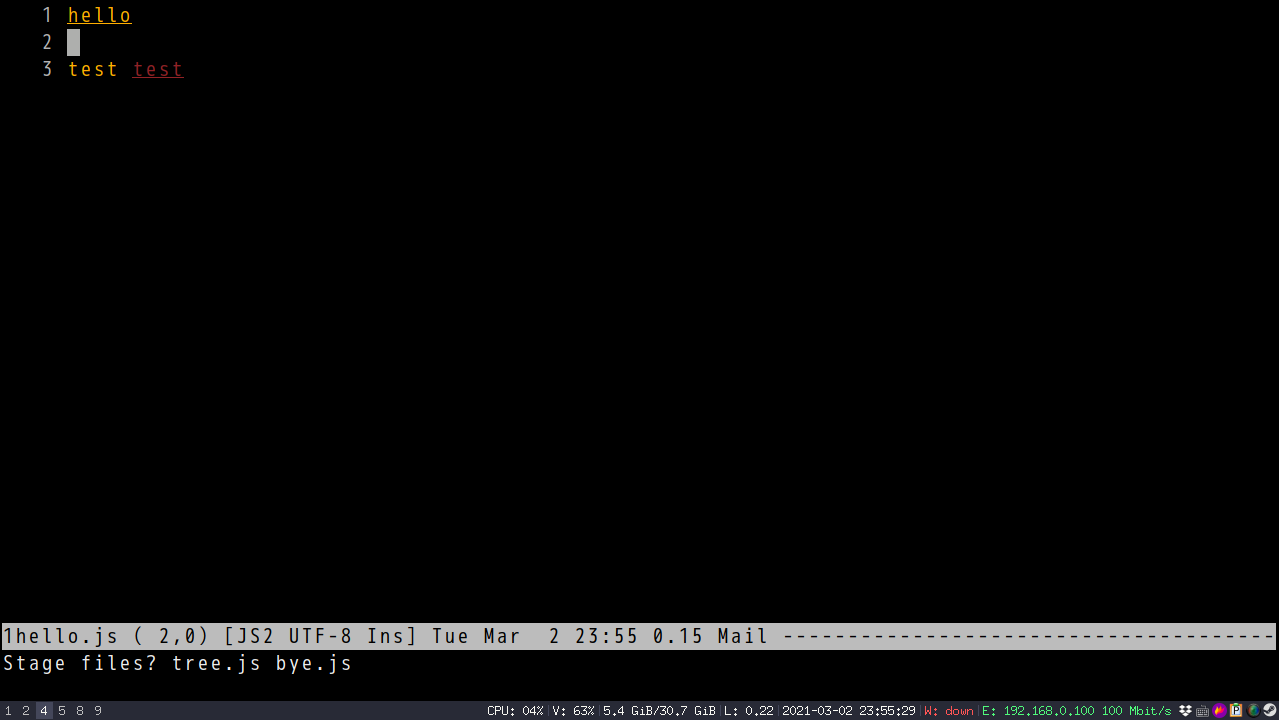 1 hello
2
3 test test
1hello.js ( 2,0) [JS2 UTF-8 Ins] Tue Mar  2 23:55 0.15 Mail --------------------------------------
Stage files? tree.js bye.js
1 2 4 5 8 9 CPU: 04% V: 63% 5.4 GiB/30.7 GiB L: 0.22 2021-03-02 23:55:29 W: down E: 192.168.0.100 100 Mbit/s